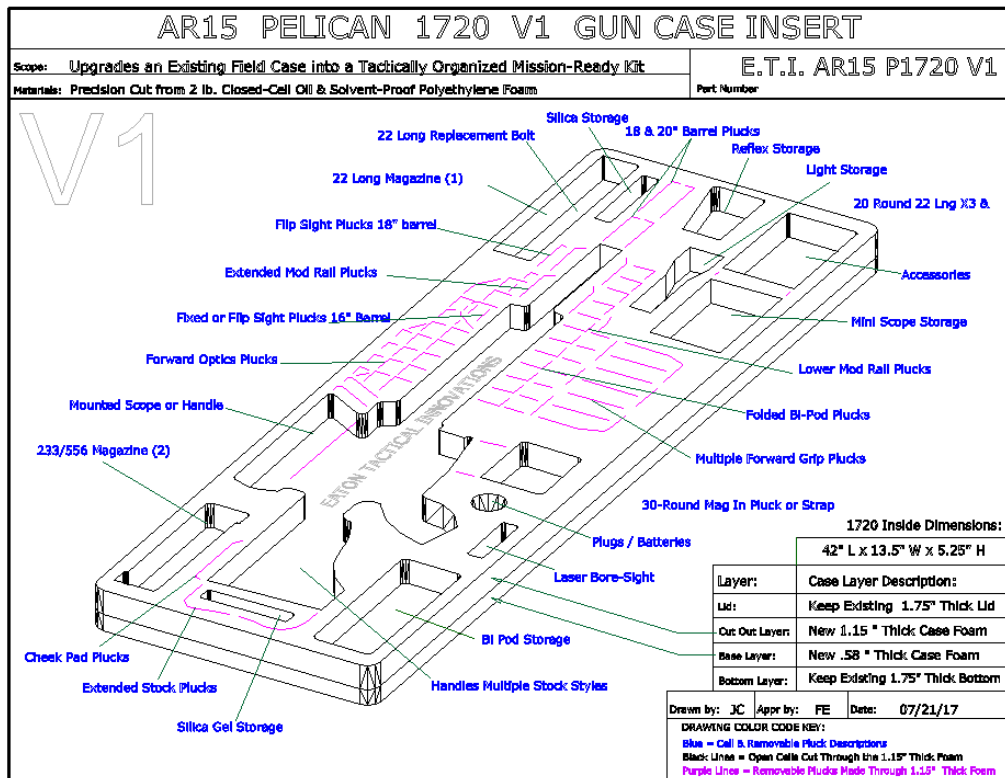 AR15 PELICAN 1720 V1 GUN CASE INSERT
Scope: Upgrades an Existing Field Case into a Tactically Organized Mission-Ready Kit
E.T.I. AR15 P1720 V1
Materials: Precision Cut from 2 lb. Closed-Cell Oil & Solvent-Proof Polyethylene Foam
Part Number
V1
Silica Storage
22 Long Replacement Bolt
18 & 20" Barrel Plucks
Reflex Storage
Light Storage
22 Long Magazine (1)
20 Round 22 Lng X3 &
Flip Sight Plucks 18" barrel
Extended Mod Rail Plucks
Accessories
Fixed or Flip Sight Plucks 16" Barrel
Mini Scope Storage
Forward Optics Plucks
Lower Mod Rail Plucks
Mounted Scope or Handle
Folded Bi-Pod Plucks
EATON TACTICAL INNOVATIONS
233/556 Magazine (2)
Multiple Forward Grip Plucks
30-Round Mag In Pluck or Strap
Plugs / Batteries
Laser Bore-Sight
Bi Pod Storage
Cheek Pad Plucks
Handles Multiple Stock Styles
Extended Stock Plucks
Silica Gel Storage
1720 Inside Dimensions:
42" L x 13.5" W x 5.25" H
Layer: Case Layer Description:
Lid: Keep Existing 1.75" Thick Lid
Cut Out Layer: New 1.15 " Thick Case Foam
Base Layer: New .58 " Thick Case Foam
Bottom Layer: Keep Existing 1.75" Thick Bottom
Drawn by: JC Appr by: FE Date: 07/21/17
DRAWING COLOR CODE KEY:
Blue = Cell & Removable Pluck Descriptions
Black Lines = Open Cells Cut Through the 1.15" Thick Foam
Purple Lines = Removable Plucks Made Through 1.15" Thick Foam